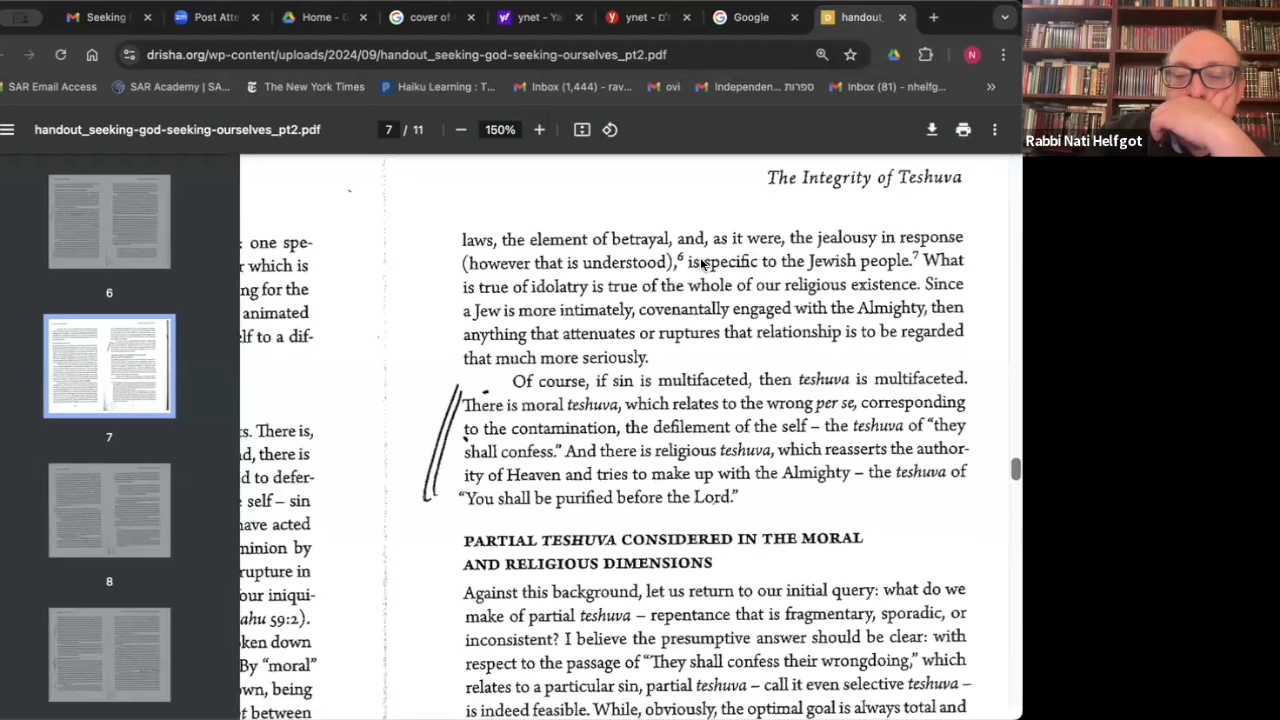 Seeking
Post Atte
Home -
cover of
ynet - Ya
ynet - ם
Google
handout_
drisha.org/wp-content/uploads/2024/09/handout_seeking-god-seeking-ourselves_pt2.pdf
N
SAR Email Access
SAR Academy | SA...
The New York Times
Haiku Learning : T...
Inbox (1,444) - rav...
ovi
Independen... ספרות
Inbox (81) - nhelfg...
»
handout_seeking-god-seeking-ourselves_pt2.pdf
7 / 11
150%
Rabbi Nati Helfgot
6
7
8
: one spe-
r which is
ng for the
animated
lf to a dif-
ts. There is,
d, there is
d to defer-
self – sin
have acted
minion by
rupture in
our iniqui-
ahu 59:2).
ken down
By “moral”
wn, being
t between
The Integrity of Teshuva
laws, the element of betrayal, and, as it were, the jealousy in response
(however that is understood),6 is specific to the Jewish people.7 What
is true of idolatry is true of the whole of our religious existence. Since
a Jew is more intimately, covenantally engaged with the Almighty, then
anything that attenuates or ruptures that relationship is to be regarded
that much more seriously.
Of course, if sin is multifaceted, then teshuva is multifaceted.
There is moral teshuva, which relates to the wrong per se, corresponding
to the contamination, the defilement of the self – the teshuva of “they
shall confess.” And there is religious teshuva, which reasserts the author-
ity of Heaven and tries to make up with the Almighty – the teshuva of
“You shall be purified before the Lord.”
PARTIAL TESHUVA CONSIDERED IN THE MORAL
AND RELIGIOUS DIMENSIONS
Against this background, let us return to our initial query: what do we
make of partial teshuva – repentance that is fragmentary, sporadic, or
inconsistent? I believe the presumptive answer should be clear: with
respect to the passage of “They shall confess their wrongdoing,” which
relates to a particular sin, partial teshuva – call it even selective teshuva –
is indeed feasible. While, obviously, the optimal goal is always total and